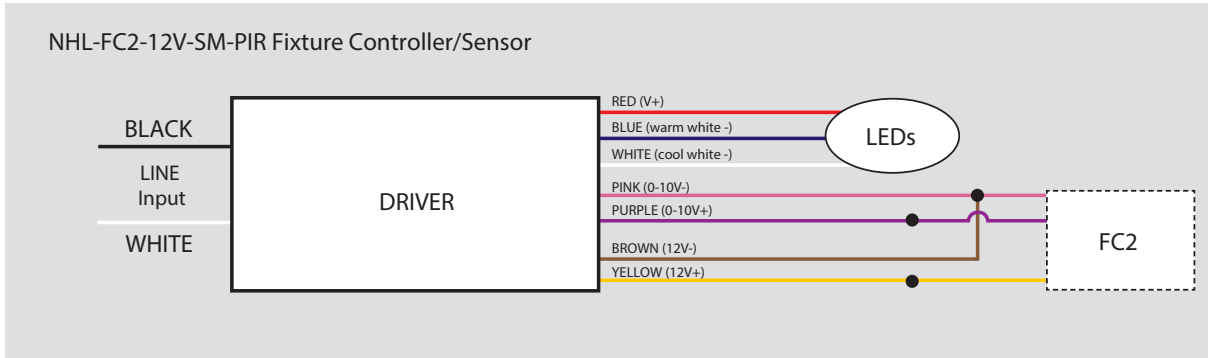 NHL-FC2-12V-SM-PIR Fixture Controller/Sensor
BLACK
LINE
Input
WHITE
DRIVER
RED (V+)
BLUE (warm white -)
WHITE (cool white -)
PINK (0-10V-)
PURPLE (0-10V+)
BROWN (12V-)
YELLOW (12V+)
LEDs
FC2